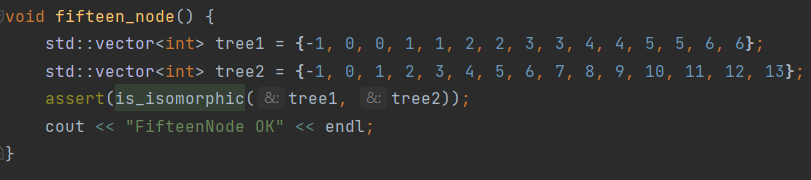 void fifteen_node() {
std::vector<int> tree1 = {-1, 0, 0, 1, 1, 2, 2, 3, 3, 4, 4, 5, 5, 6, 6};
std::vector<int> tree2 = {-1, 0, 1, 2, 3, 4, 5, 6, 7, 8, 9, 10, 11, 12, 13};
assert(is_isomorphic( &: tree1, &: tree2));
cout << "FifteenNode OK" << endl;
}